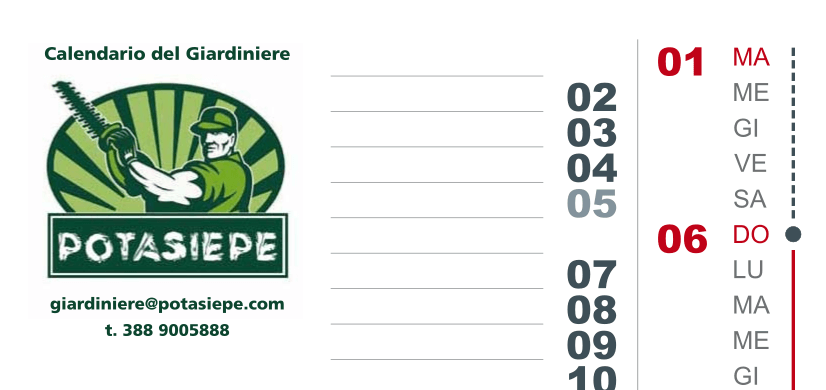 Calendario del Giardiniere
POTASIEPE
giardiniere@potasiepe.com
t. 388 9005888
01 MA
02 ME
03 GI
04 VE
05 SA
06 DO
07 LU
08 MA
09 ME
10 GI